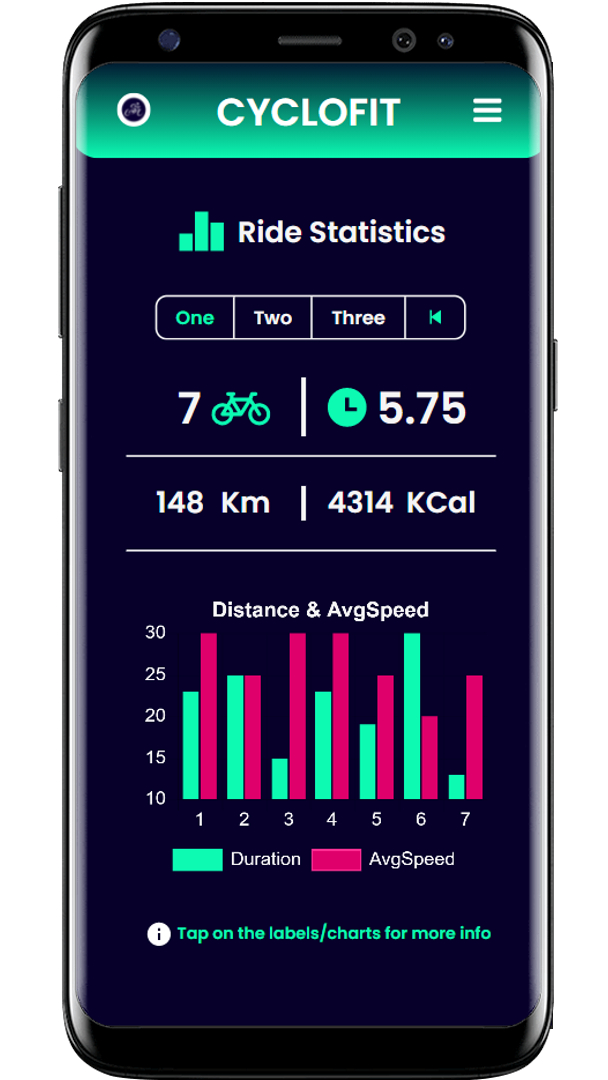 CYCLOFIT
Ride Statistics
One Two Three
7 5.75
148 Km 4314 KCal
Distance & AvgSpeed
30
25
20
15
10
1 2 3 4 5 6 7
Duration AvgSpeed
i Tap on the labels/charts for more info